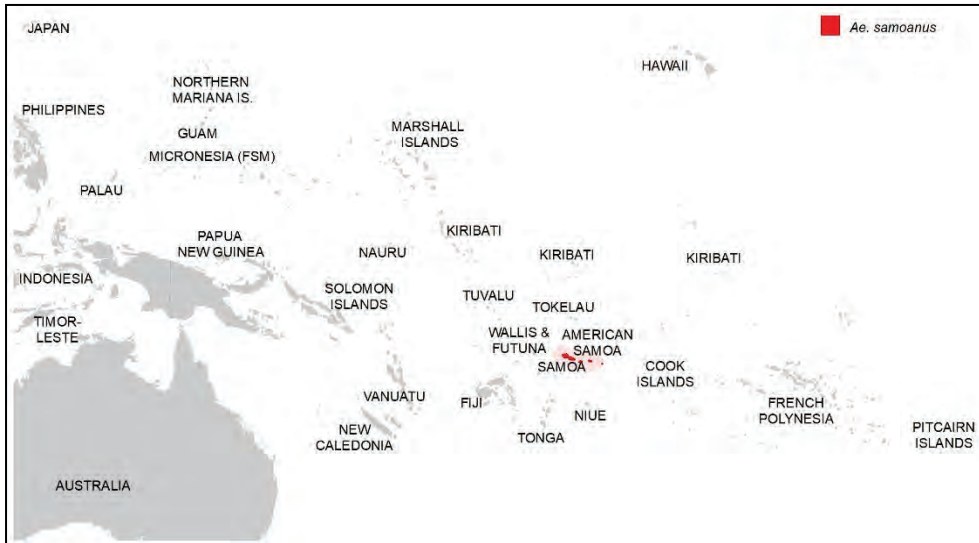 JAPAN
Ae. samoanus
HAWAII
NORTHERN
MARIANA IS.
PHILIPPINES
GUAM
MARSHALL
ISLANDS
MICRONESIA (FSM)
PALAU
KIRIBATI
PAPUA
NEW GUINEA
NAURU
KIRIBATI
KIRIBATI
INDONESIA
SOLOMON
ISLANDS
TUVALU
TOKELAU
TIMOR-
LESTE
WALLIS &
FUTUNA
AMERICAN
SAMOA
SAMOA
COOK
ISLANDS
VANUATU
FIJI
NIUE
FRENCH
POLYNESIA
NEW
CALEDONIA
TONGA
PITCAIRN
ISLANDS
AUSTRALIA